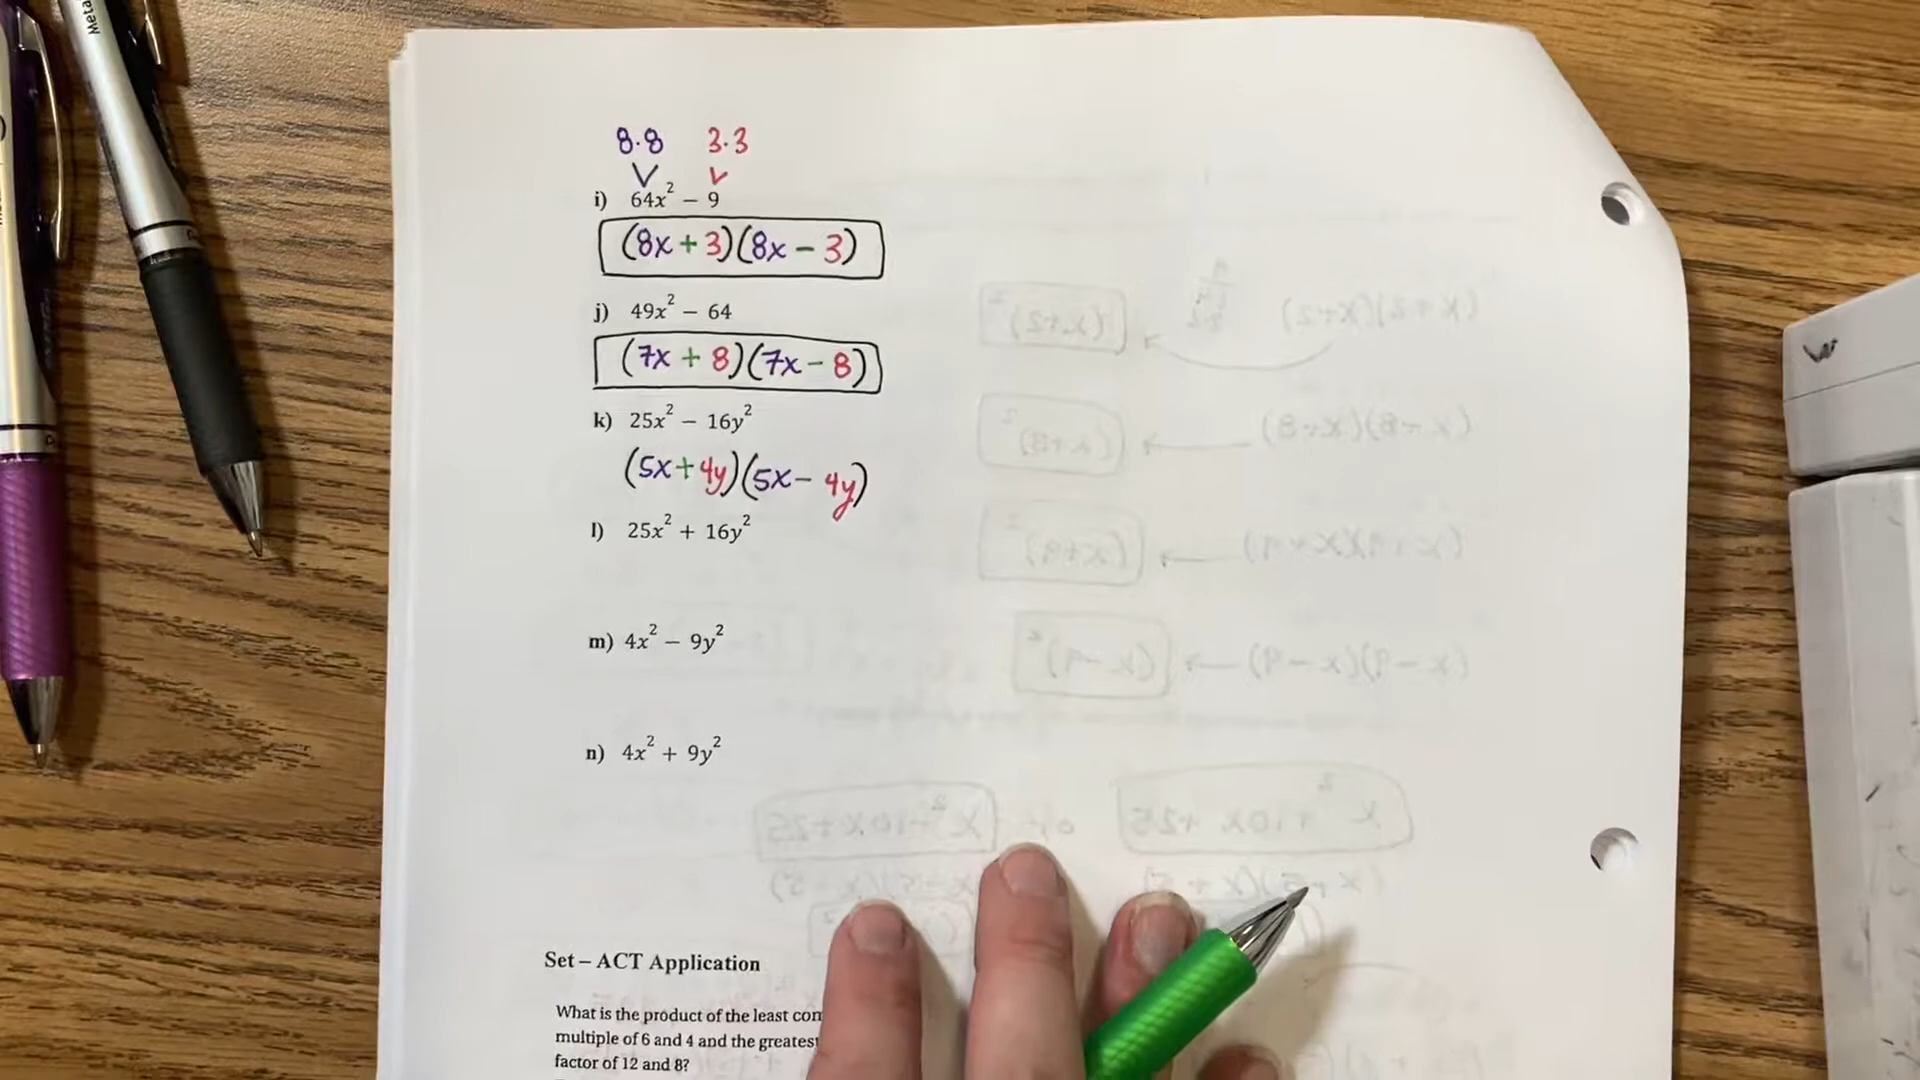 8·8 3·3
i) 64x² − 9
(8x + 3)(8x − 3)
j) 49x² − 64
(7x + 8)(7x − 8)
k) 25x² − 16y²
(5x + 4y)(5x − 4y)
l) 25x² + 16y²
m) 4x² − 9y²
n) 4x² + 9y²
Set – ACT Application
What is the product of the least com
multiple of 6 and 4 and the greatest
factor of 12 and 8?